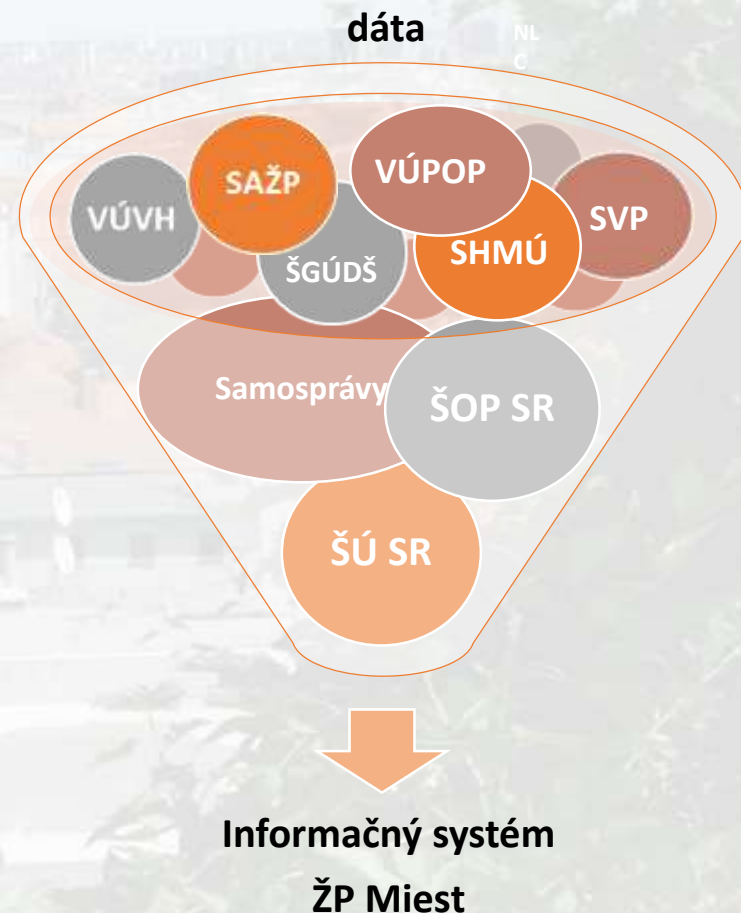 dáta
NL
C
SAŽP
VÚPOP
VÚVH
SVP
ŠGÚDŠ
SHMÚ
Samosprávy
ŠOP SR
ŠÚ SR
Informačný systém
ŽP Miest